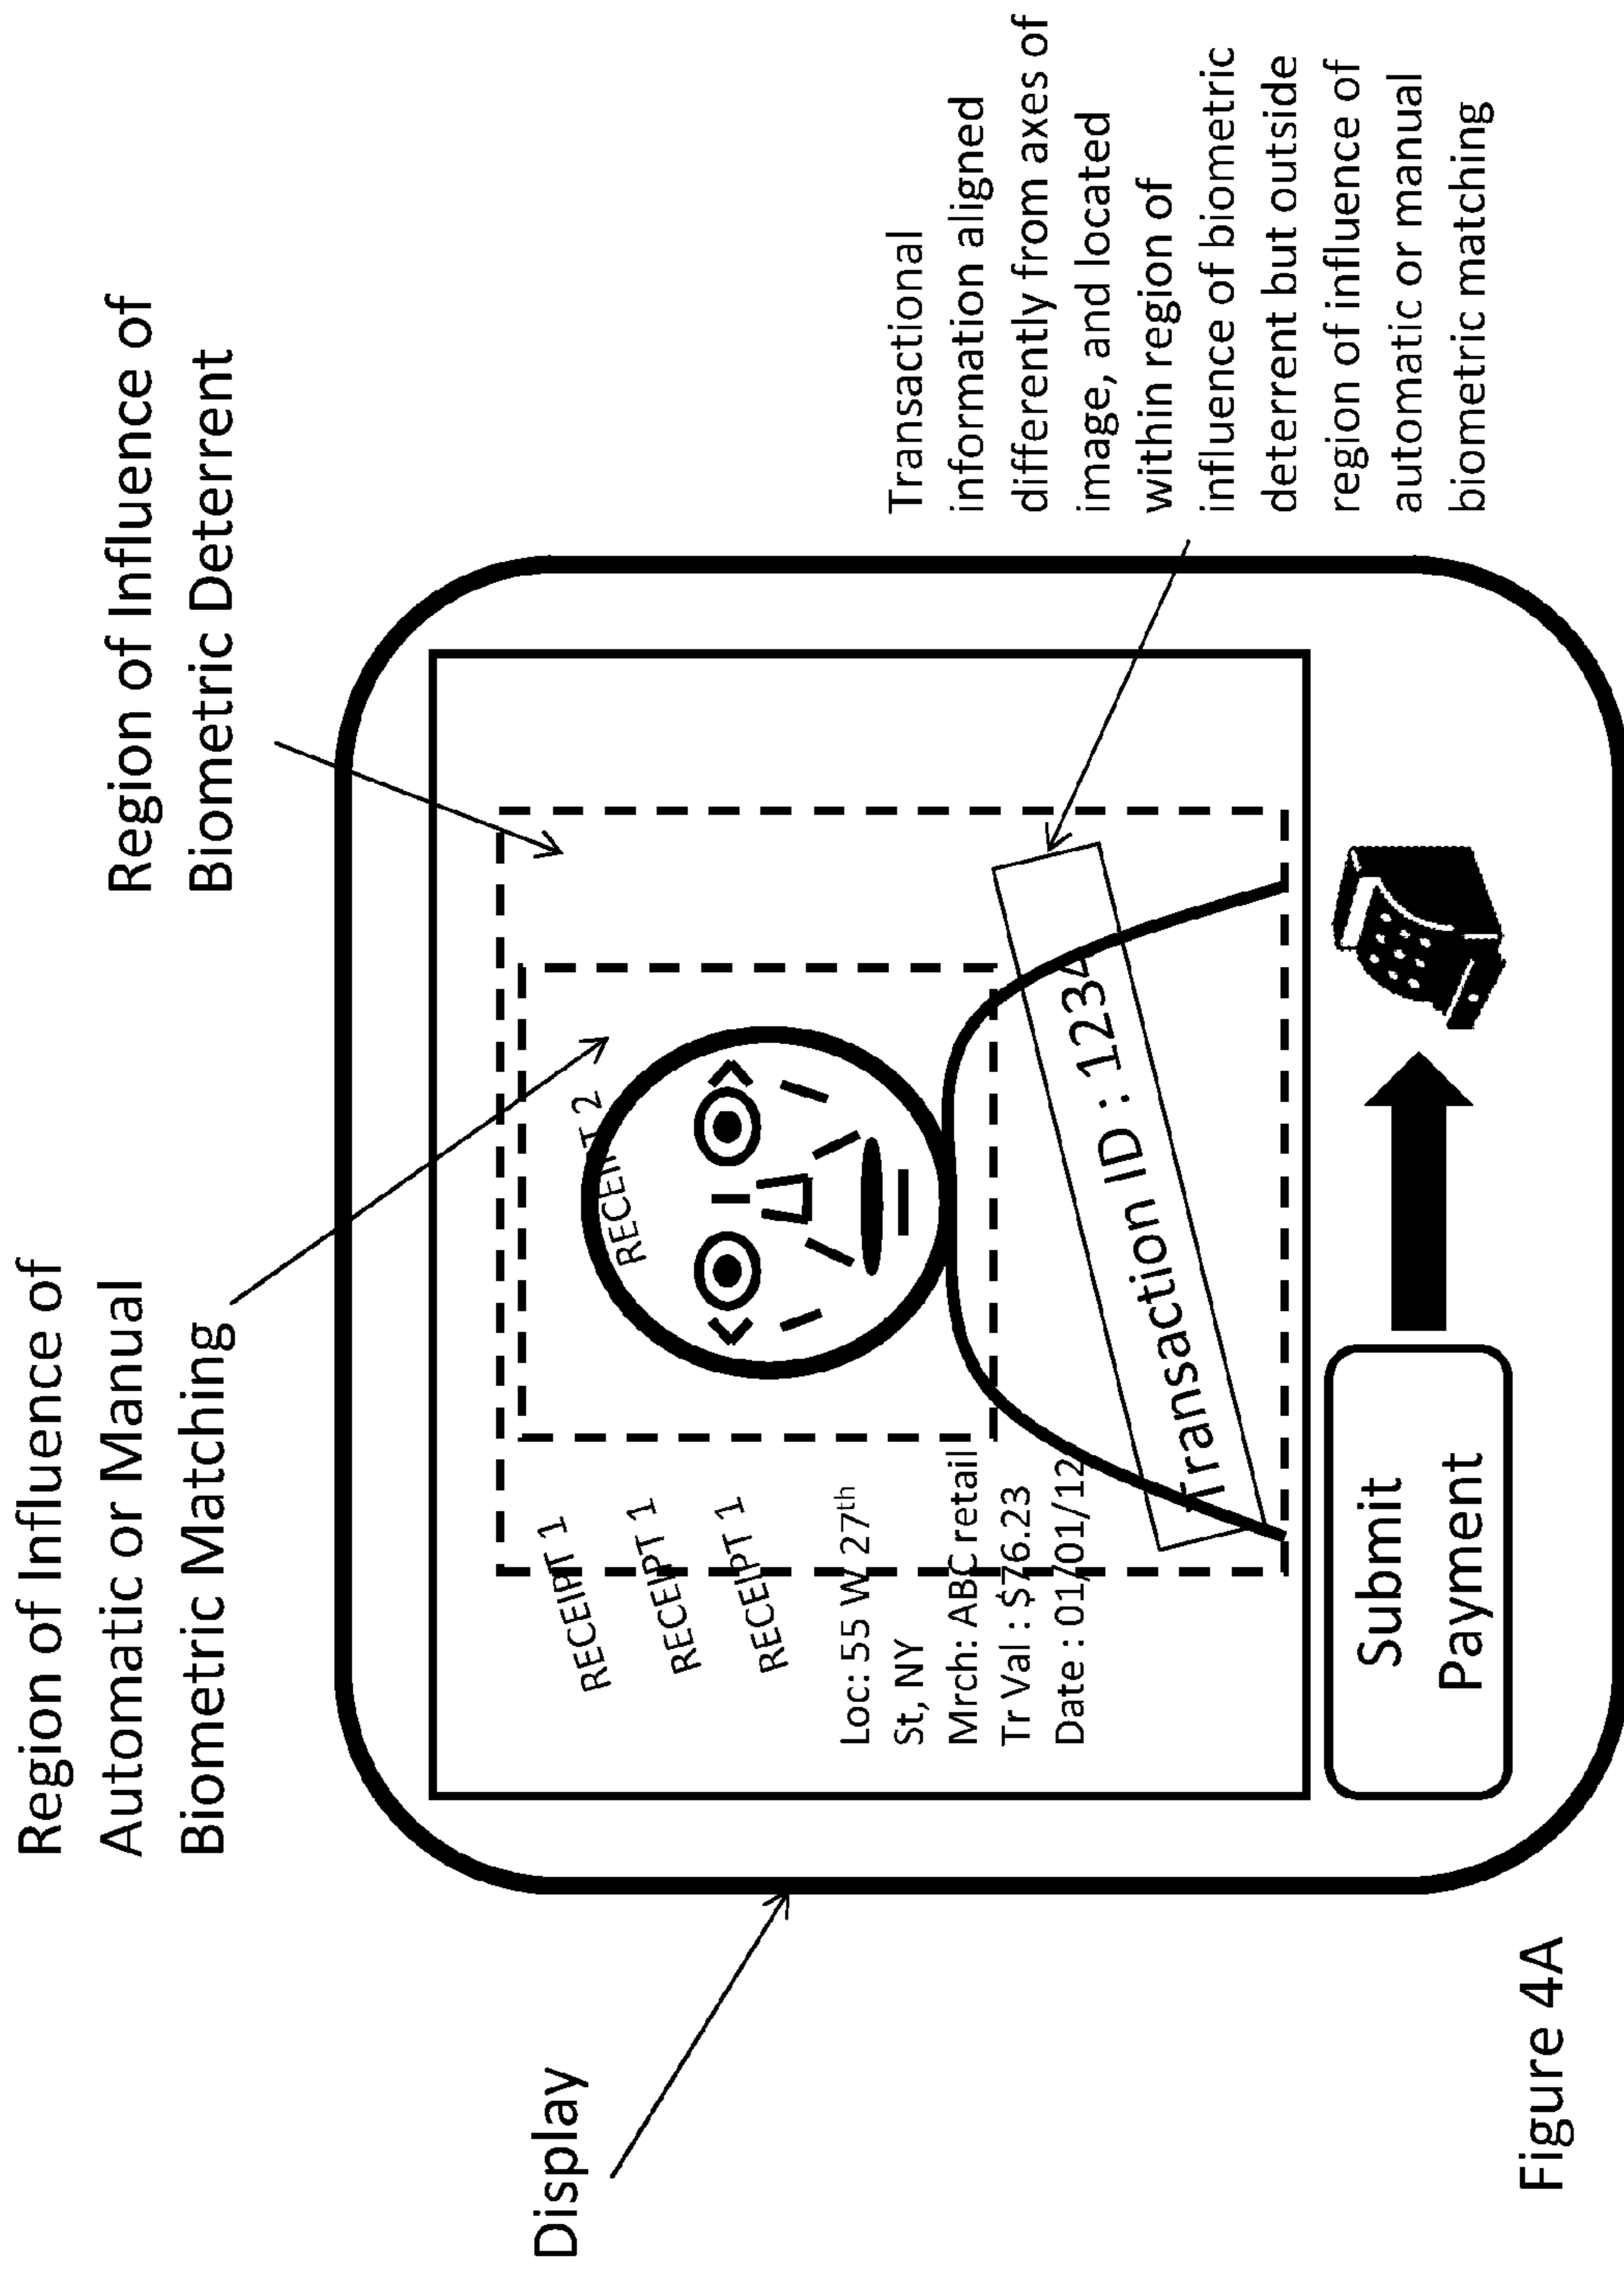 Region of Influence of
Automatic or Manual
Biometric Matching
Region of Influence of
Biometric Deterrent
Display
RECEIPT 1
RECEIPT 1
RECEIPT 1
RECEIPT 2
Loc: 55 W 27th
St, NY
Mrch: ABC retail
Tr Val : $76.23
Date : 01/01/12
Transaction ID : 1234
Transactional
information aligned
differently from axes of
image, and located
within region of
influence of biometric
deterrent but outside
region of influence of
automatic or manual
biometric matching
Submit
Payment
Figure 4A